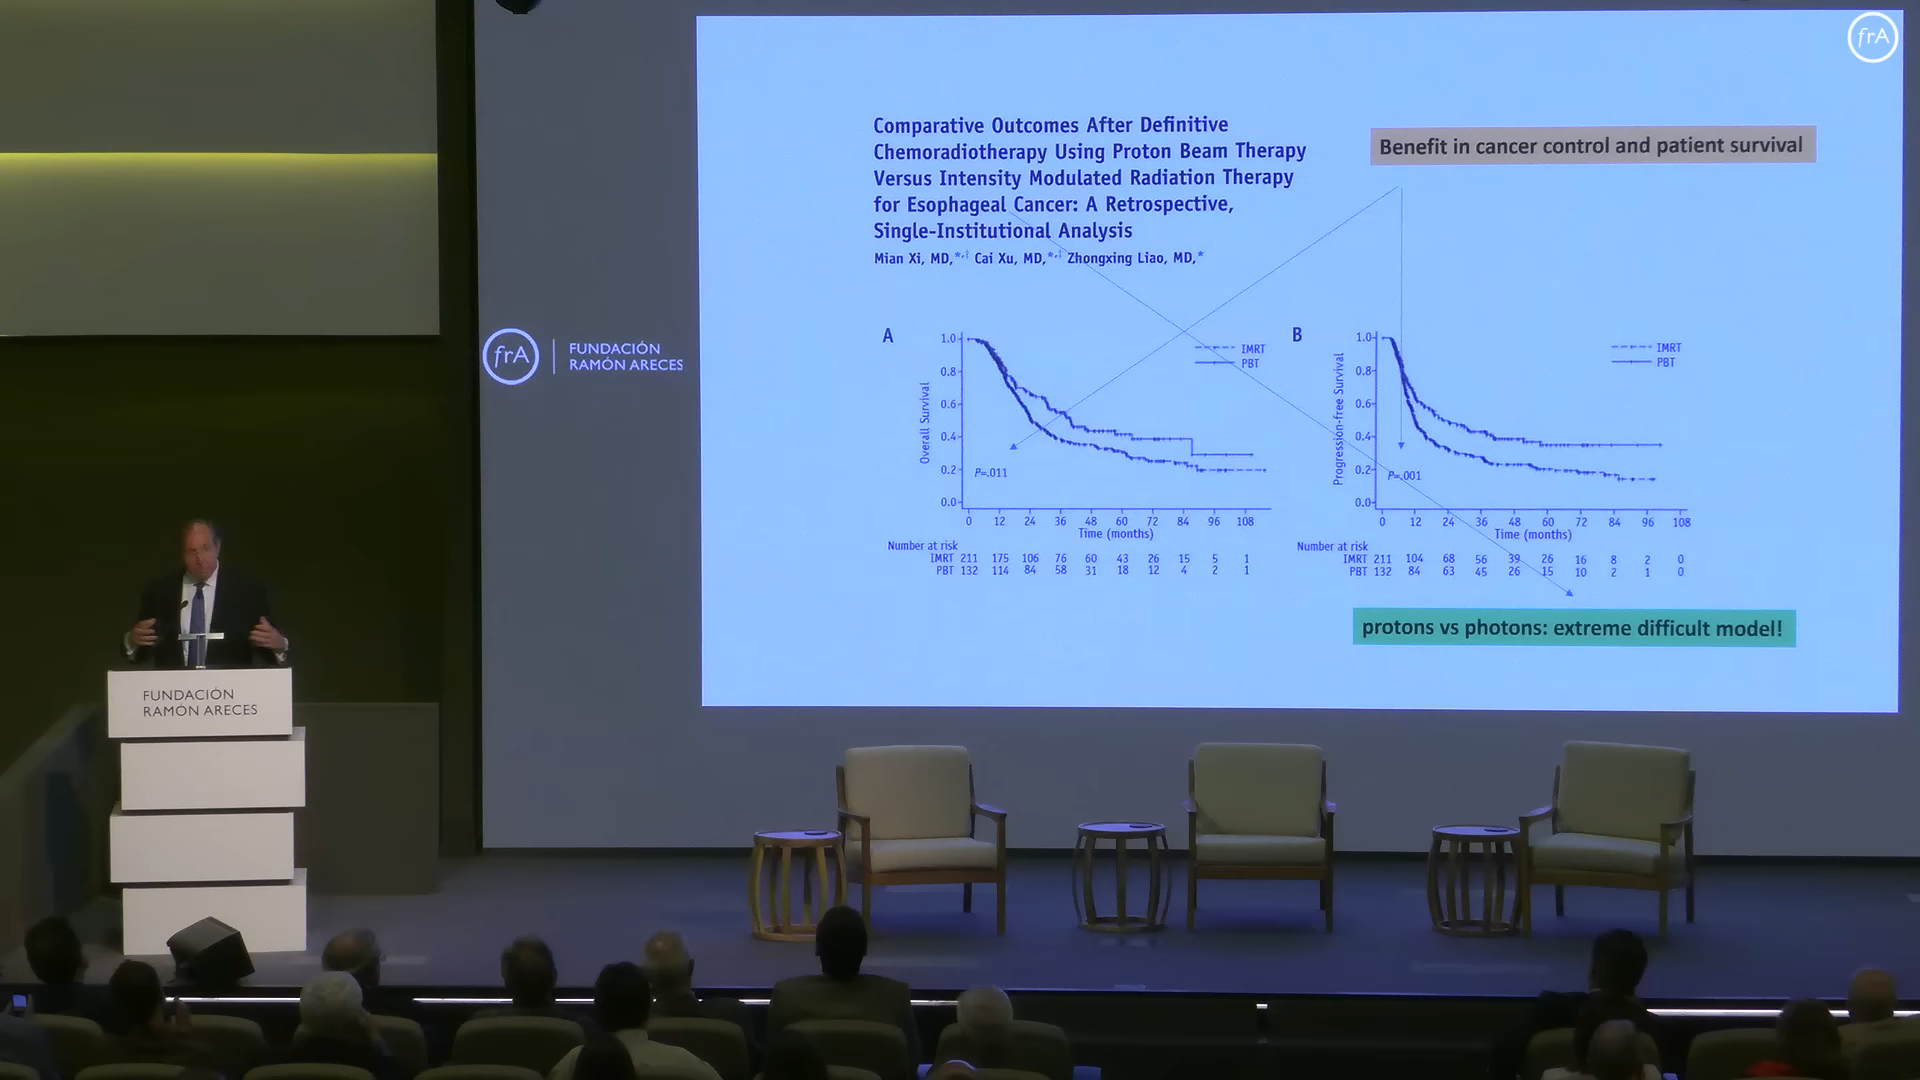 frA
Comparative Outcomes After Definitive
Chemoradiotherapy Using Proton Beam Therapy
Versus Intensity Modulated Radiation Therapy
for Esophageal Cancer: A Retrospective,
Single-Institutional Analysis
Mian Xi, MD,*,† Cai Xu, MD,*,‡ Zhongxing Liao, MD,*
Benefit in cancer control and patient survival
A
Overall Survival
1.0
0.8
0.6
0.4
0.2
0.0
IMRT
PBT
P=.011
0 12 24 36 48 60 72 84 96 108
Time (months)
Number at risk
IMRT 211 175 106 76 60 43 26 15 5 1
PBT 132 114 84 58 31 18 12 4 2 1
B
Progression-free Survival
1.0
0.8
0.6
0.4
0.2
0.0
IMRT
PBT
P=.001
0 12 24 36 48 60 72 84 96 108
Time (months)
Number at risk
IMRT 211 104 68 56 39 26 16 8 2 0
PBT 132 84 63 45 26 15 10 2 1 0
protons vs photons: extreme difficult model!
frA
FUNDACIÓN
RAMÓN ARECES
FUNDACIÓN
RAMÓN ARECES